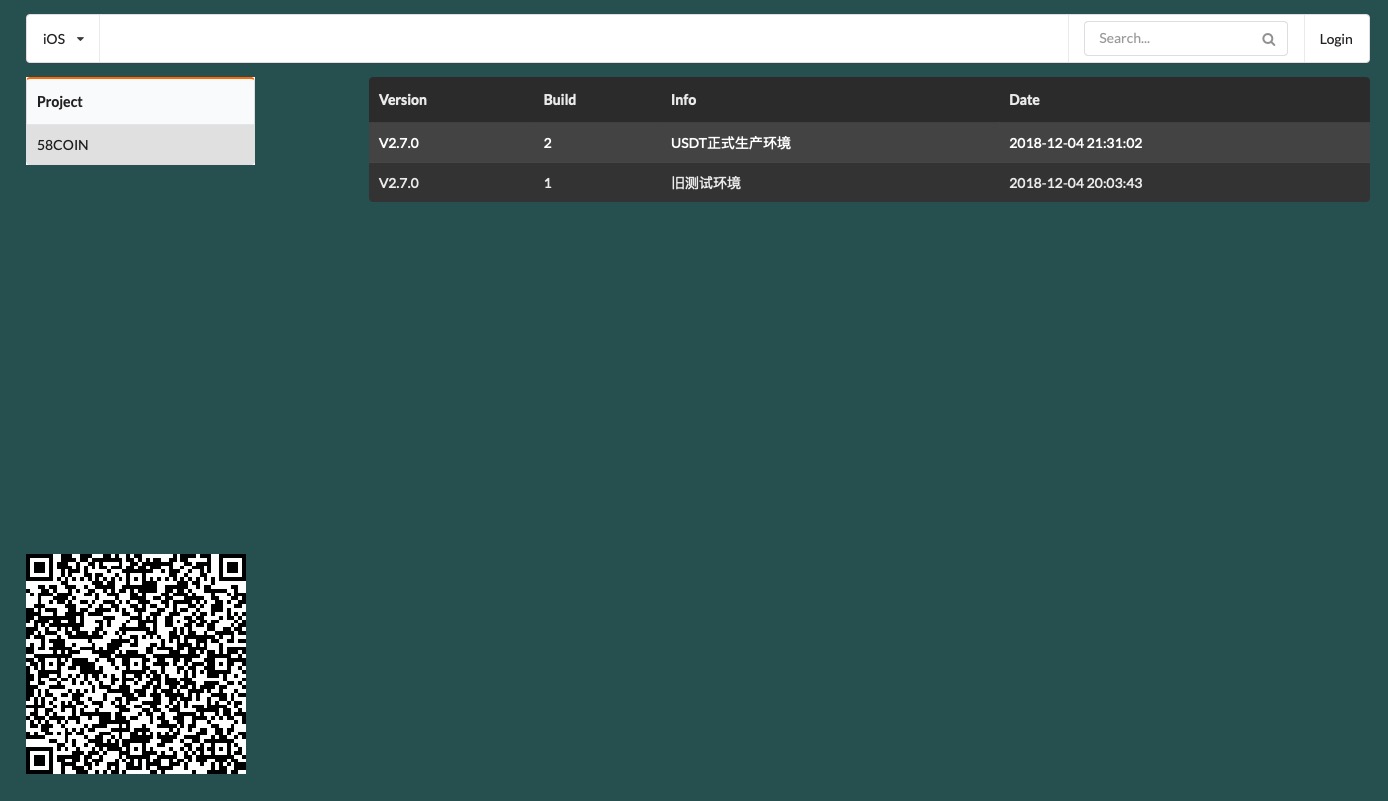 iOS Search... Login
Project
58COIN
Version Build Info Date
V2.7.0 2 USDT正式生产环境 2018-12-04 21:31:02
V2.7.0 1 旧测试环境 2018-12-04 20:03:43